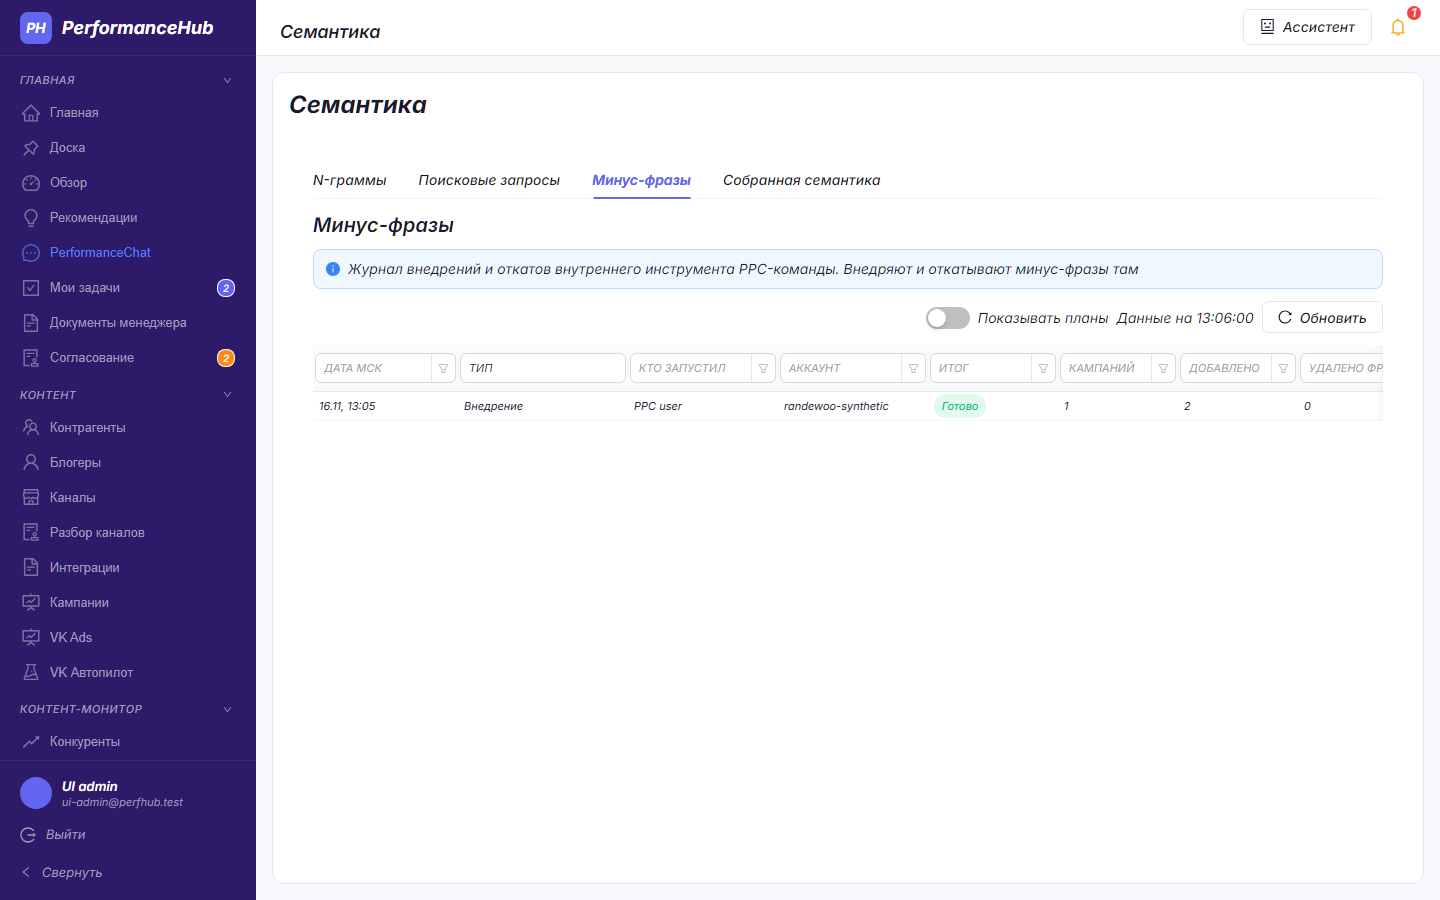 PH PerformanceHub
ГЛАВНАЯ
Главная
Доска
Обзор
Рекомендации
PerformanceChat
Мои задачи 2
Документы менеджера
Согласование 2
КОНТЕНТ
Контрагенты
Блогеры
Каналы
Разбор каналов
Интеграции
Кампании
VK Ads
VK Автопилот
КОНТЕНТ-МОНИТОР
Конкуренты
UI admin
ui-admin@perfhub.test
Выйти
Свернуть
Семантика
Ассистент
1
Семантика
N-граммы Поисковые запросы Минус-фразы Собранная семантика
Минус-фразы
Журнал внедрений и откатов внутреннего инструмента PPC-команды. Внедряют и откатывают минус-фразы там
Показывать планы Данные на 13:06:00 Обновить
ДАТА МСК ТИП КТО ЗАПУСТИЛ АККАУНТ ИТОГ КАМПАНИЙ ДОБАВЛЕНО УДАЛЕНО
16.11, 13:05 Внедрение PPC user randewoo-synthetic Готово 1 2 0